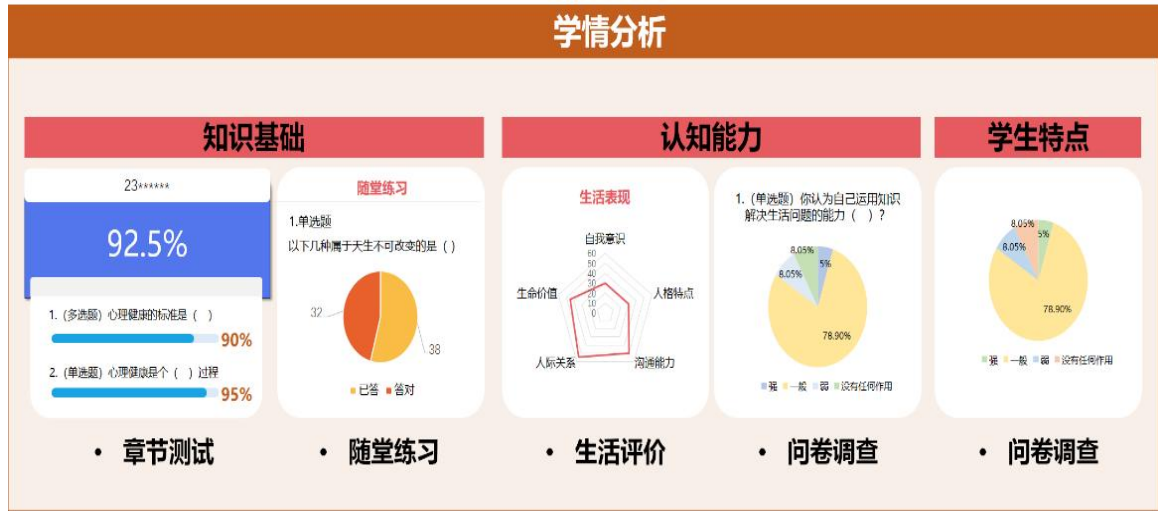 学情分析
知识基础
认知能力
学生特点
23******
92.5%
1.（多选题）心理健康的标准是（ ）
90%
2.（单选题）心理健康是个（ ）过程
95%
随堂练习
1.单选题
以下几种属于天生不可改变的是（）
32
38
已答 答对
生活表现
自我意识
60
50
40
30
20
10
0
生命价值
人格特点
人际关系
沟通能力
1.（单选题）你认为自己运用知识
解决生活问题的能力（ ）？
8.05%
5%
8.05%
78.90%
强 一般 弱 没有任何作用
8.05%
5%
8.05%
78.90%
强 一般 弱 没有任何作用
• 章节测试
• 随堂练习
• 生活评价
• 问卷调查
• 问卷调查